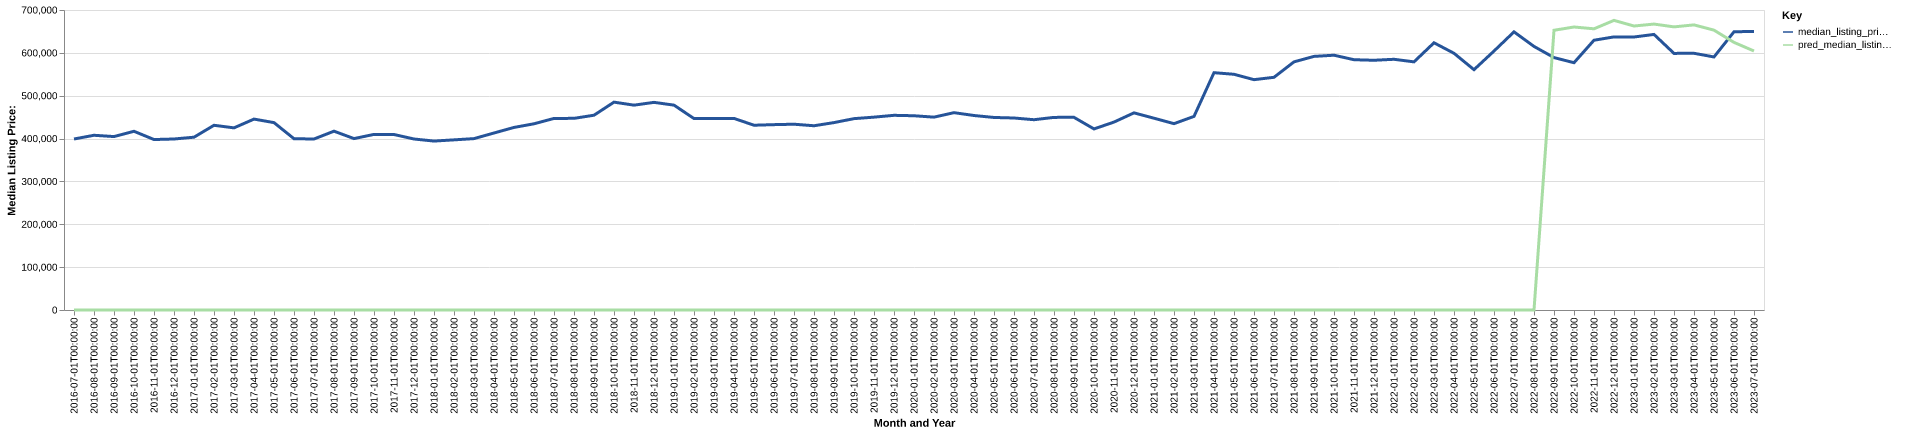 Median Listing Price:
700,000
600,000
500,000
400,000
300,000
200,000
100,000
0
2016-07-01T00:00:00
2016-08-01T00:00:00
2016-09-01T00:00:00
2016-10-01T00:00:00
2016-11-01T00:00:00
2016-12-01T00:00:00
2017-01-01T00:00:00
2017-02-01T00:00:00
2017-03-01T00:00:00
2017-04-01T00:00:00
2017-05-01T00:00:00
2017-06-01T00:00:00
2017-07-01T00:00:00
2017-08-01T00:00:00
2017-09-01T00:00:00
2017-10-01T00:00:00
2017-11-01T00:00:00
2017-12-01T00:00:00
2018-01-01T00:00:00
2018-02-01T00:00:00
2018-03-01T00:00:00
2018-04-01T00:00:00
2018-05-01T00:00:00
2018-06-01T00:00:00
2018-07-01T00:00:00
2018-08-01T00:00:00
2018-09-01T00:00:00
2018-10-01T00:00:00
2018-11-01T00:00:00
2018-12-01T00:00:00
2019-01-01T00:00:00
2019-02-01T00:00:00
2019-03-01T00:00:00
2019-04-01T00:00:00
2019-05-01T00:00:00
2019-06-01T00:00:00
2019-07-01T00:00:00
2019-08-01T00:00:00
2019-09-01T00:00:00
2019-10-01T00:00:00
2019-11-01T00:00:00
2019-12-01T00:00:00
2020-01-01T00:00:00
2020-02-01T00:00:00
2020-03-01T00:00:00
2020-04-01T00:00:00
2020-05-01T00:00:00
2020-06-01T00:00:00
2020-07-01T00:00:00
2020-08-01T00:00:00
2020-09-01T00:00:00
2020-10-01T00:00:00
2020-11-01T00:00:00
2020-12-01T00:00:00
2021-01-01T00:00:00
2021-02-01T00:00:00
2021-03-01T00:00:00
2021-04-01T00:00:00
2021-05-01T00:00:00
2021-06-01T00:00:00
2021-07-01T00:00:00
2021-08-01T00:00:00
2021-09-01T00:00:00
2021-10-01T00:00:00
2021-11-01T00:00:00
2021-12-01T00:00:00
2022-01-01T00:00:00
2022-02-01T00:00:00
2022-03-01T00:00:00
2022-04-01T00:00:00
2022-05-01T00:00:00
2022-06-01T00:00:00
2022-07-01T00:00:00
2022-08-01T00:00:00
2022-09-01T00:00:00
2022-10-01T00:00:00
2022-11-01T00:00:00
2022-12-01T00:00:00
2023-01-01T00:00:00
2023-02-01T00:00:00
2023-03-01T00:00:00
2023-04-01T00:00:00
2023-05-01T00:00:00
2023-06-01T00:00:00
2023-07-01T00:00:00
Month and Year
Key
median_listing_pri...
pred_median_listin...